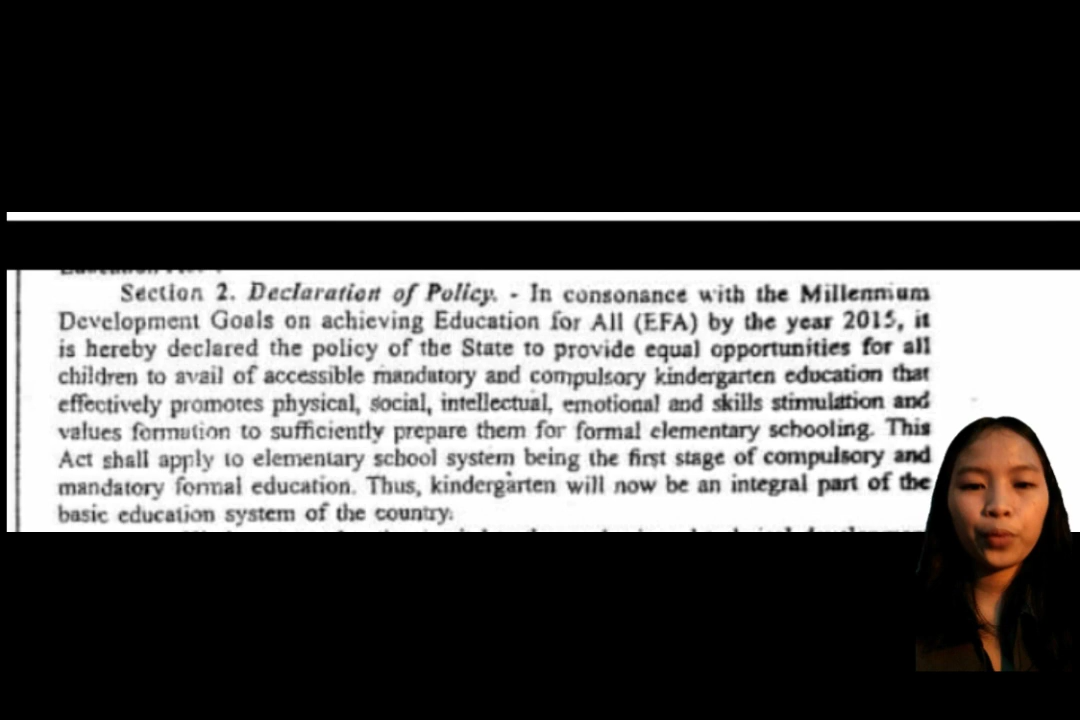 Section 2. Declaration of Policy. - In consonance with the Millennium
Development Goals on achieving Education for All (EFA) by the year 2015, it
is hereby declared the policy of the State to provide equal opportunities for all
children to avail of accessible mandatory and compulsory kindergarten education that
effectively promotes physical, social, intellectual, emotional and skills stimulation and
values formation to sufficiently prepare them for formal elementary schooling. This
Act shall apply to elementary school system being the first stage of compulsory and
mandatory formal education. Thus, kindergarten will now be an integral part of the
basic education system of the country.